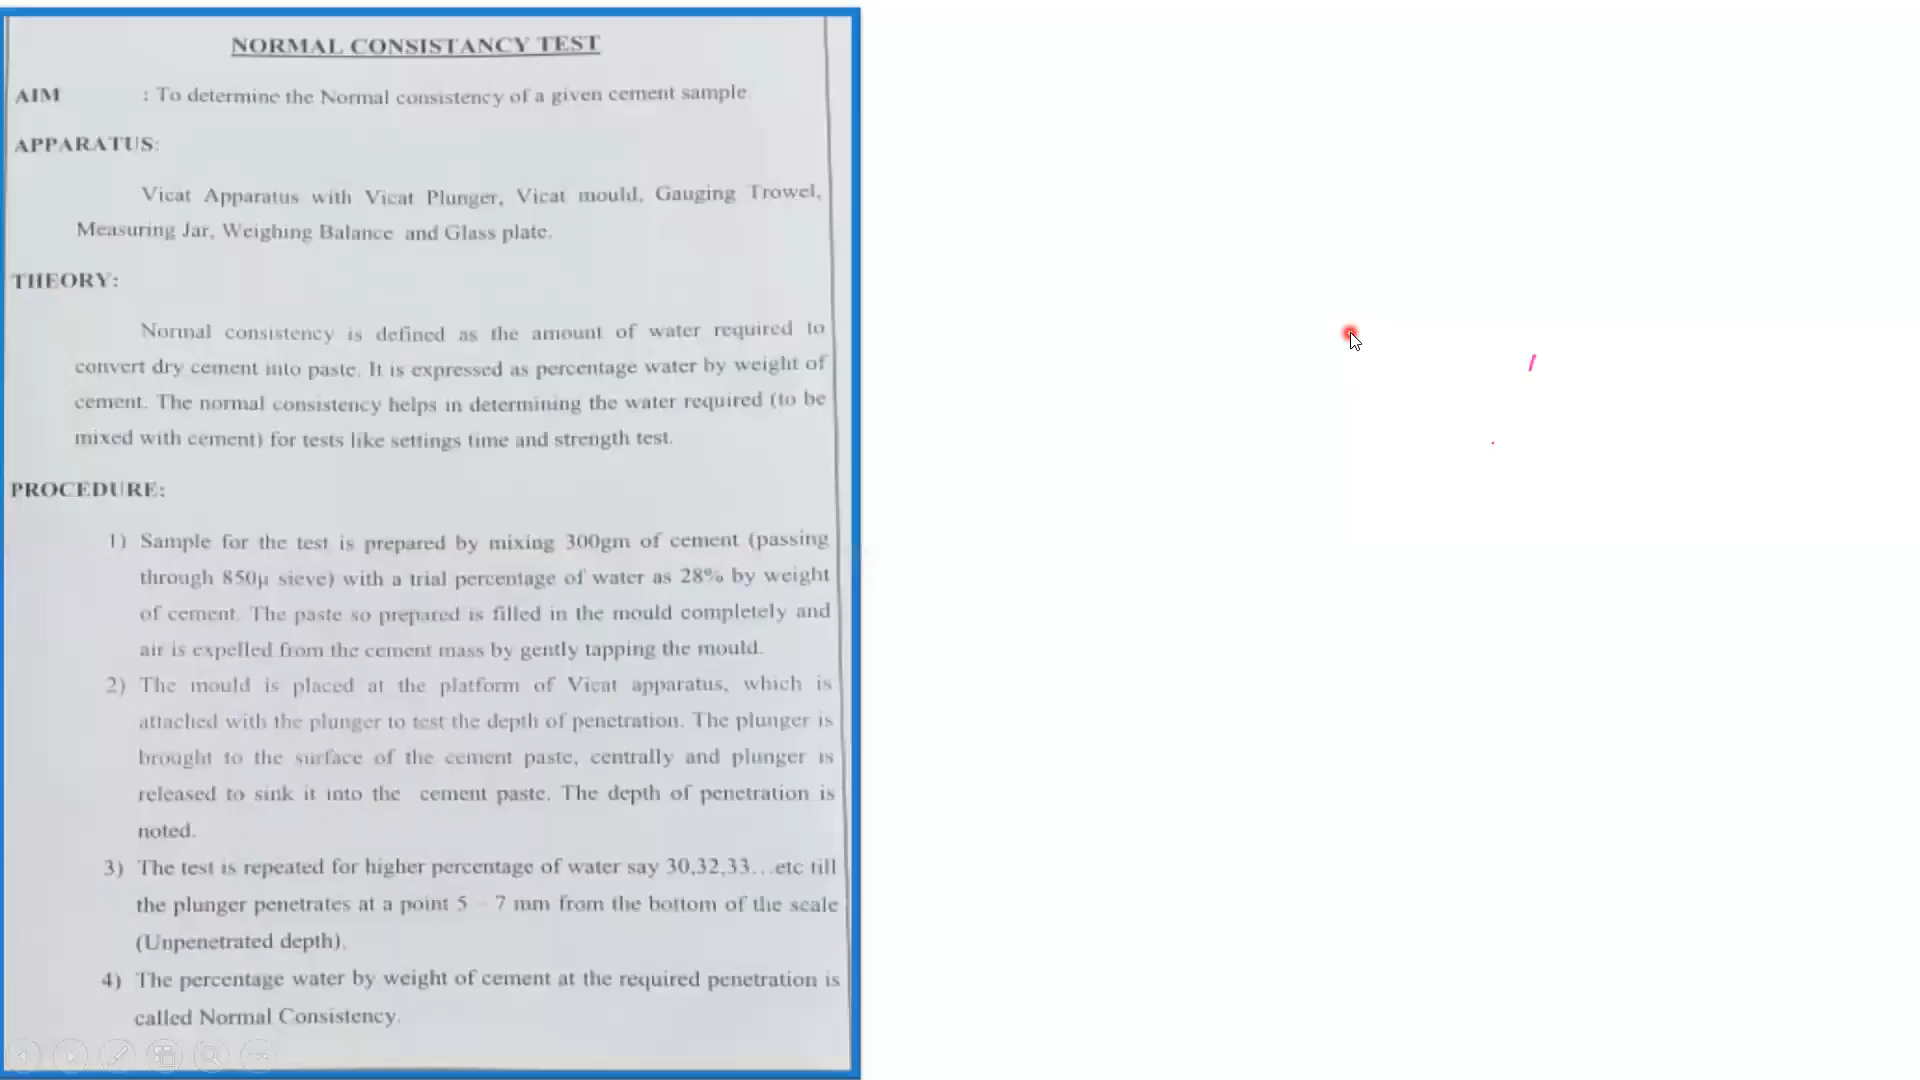 NORMAL CONSISTANCY TEST
AIM : To determine the Normal consistency of a given cement sample.
APPARATUS:
Vicat Apparatus with Vicat Plunger, Vicat mould, Gauging Trowel,
Measuring Jar, Weighing Balance and Glass plate.
THEORY:
Normal consistency is defined as the amount of water required to
convert dry cement into paste. It is expressed as percentage water by weight of
cement. The normal consistency helps in determining the water required (to be
mixed with cement) for tests like settings time and strength test.
PROCEDURE:
1) Sample for the test is prepared by mixing 300gm of cement (passing
through 850μ sieve) with a trial percentage of water as 28% by weight
of cement. The paste so prepared is filled in the mould completely and
air is expelled from the cement mass by gently tapping the mould.
2) The mould is placed at the platform of Vicat apparatus, which is
attached with the plunger to test the depth of penetration. The plunger is
brought to the surface of the cement paste, centrally and plunger is
released to sink it into the cement paste. The depth of penetration is
noted.
3) The test is repeated for higher percentage of water say 30,32,33...etc till
the plunger penetrates at a point 5 – 7 mm from the bottom of the scale
(Unpenetrated depth).
4) The percentage water by weight of cement at the required penetration is
called Normal Consistency.